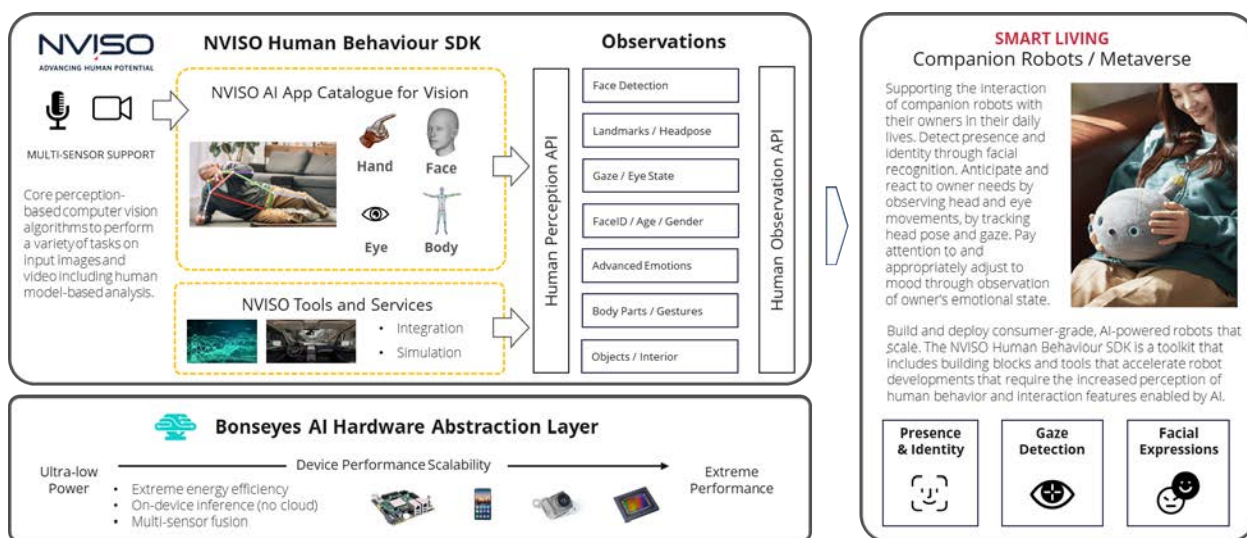 NVISO
ADVANCING HUMAN POTENTIAL
MULTI-SENSOR SUPPORT
Core perception-
based computer vision
algorithms to perform
a variety of tasks on
input images and
video including human
model-based analysis.
NVISO Human Behaviour SDK
NVISO AI App Catalogue for Vision
Hand
Face
Eye
Body
NVISO Tools and Services
• Integration
• Simulation
Human Perception API
Observations
Face Detection
Landmarks / Headpose
Gaze / Eye State
FaceID / Age / Gender
Advanced Emotions
Body Parts / Gestures
Objects / Interior
Human Observation API
Bonseyes AI Hardware Abstraction Layer
Ultra-low
Power
Device Performance Scalability
• Extreme energy efficiency
• On-device inference (no cloud)
• Multi-sensor fusion
Extreme
Performance
SMART LIVING
Companion Robots / Metaverse
Supporting the interaction
of companion robots with
their owners in their daily
lives. Detect presence and
identity through facial
recognition. Anticipate and
react to owner needs by
observing head and eye
movements, by tracking
head pose and gaze. Pay
attention to and
appropriately adjust to
mood through observation
of owner's emotional state.
Build and deploy consumer-grade, AI-powered robots that
scale. The NVISO Human Behaviour SDK is a toolkit that
includes building blocks and tools that accelerate robot
developments that require the increased perception of
human behavior and interaction features enabled by AI.
Presence
& Identity
Gaze
Detection
Facial
Expressions